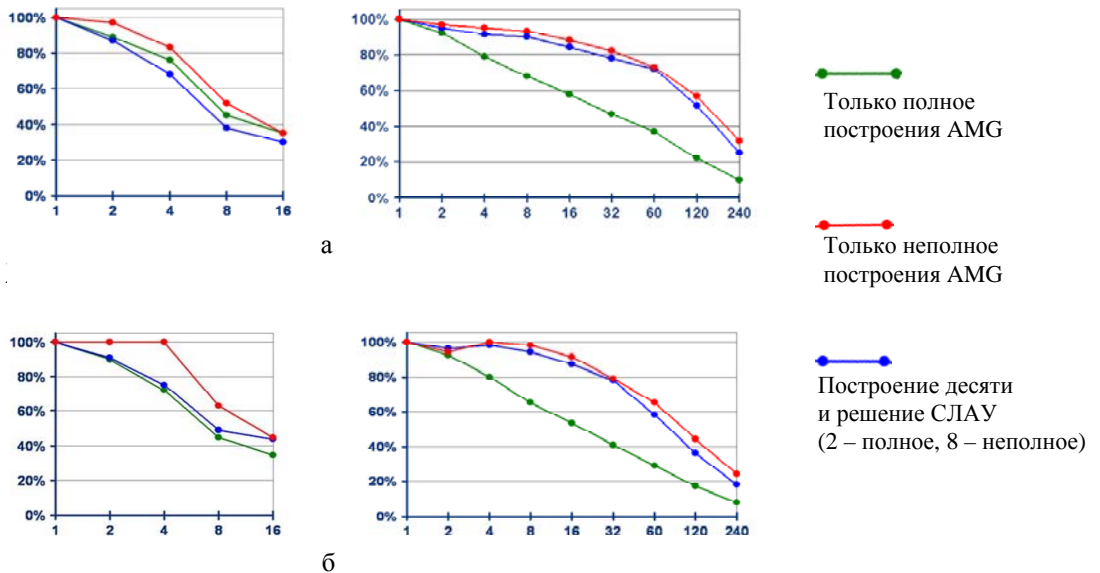 100%
80%
60%
40%
20%
0%
1 2 4 8 16
100%
80%
60%
40%
20%
0%
1 2 4 8 16 32 60 120 240
а
Только полное
построения AMG
Только неполное
построения AMG
100%
80%
60%
40%
20%
0%
1 2 4 8 16
100%
80%
60%
40%
20%
0%
1 2 4 8 16 32 60 120 240
б
Построение десяти
и решение СЛАУ
(2 – полное, 8 – неполное)